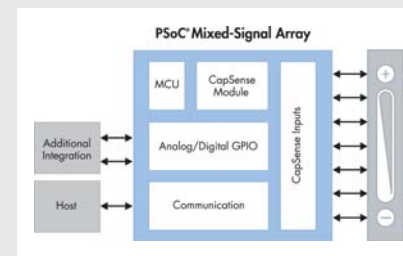 PSoC® Mixed-Signal Array
MCU
CapSense
Module
CapSense Inputs
Additional
Integration
Analog/Digital GPIO
Host
Communication
+
−